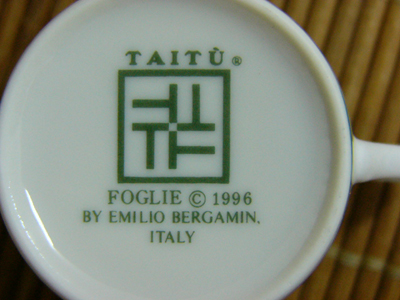 TAITÙ ®
FOGLIE © 1996
BY EMILIO BERGAMIN.
ITALY